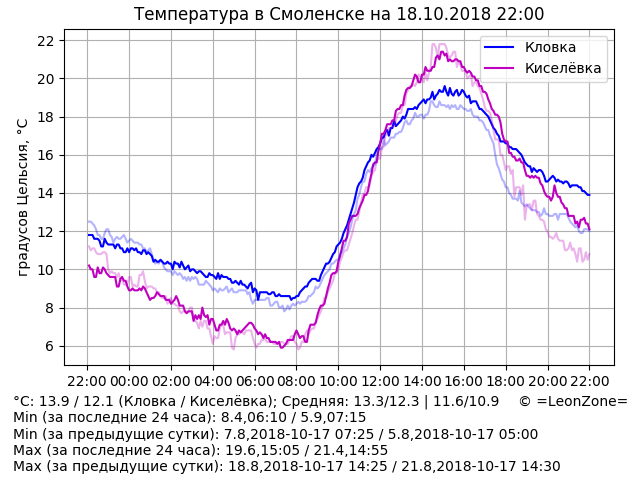 Температура в Смоленске на 18.10.2018 22:00
22
20
18
16
14
12
10
8
6
градусов Цельсия, °C
Кловка
Киселёвка
22:00 00:00 02:00 04:00 06:00 08:00 10:00 12:00 14:00 16:00 18:00 20:00 22:00
°C: 13.9 / 12.1 (Кловка / Киселёвка); Средняя: 13.3/12.3 | 11.6/10.9 © =LeonZone=
Min (за последние 24 часа): 8.4,06:10 / 5.9,07:15
Min (за предыдущие сутки): 7.8,2018-10-17 07:25 / 5.8,2018-10-17 05:00
Max (за последние 24 часа): 19.6,15:05 / 21.4,14:55
Max (за предыдущие сутки): 18.8,2018-10-17 14:25 / 21.8,2018-10-17 14:30